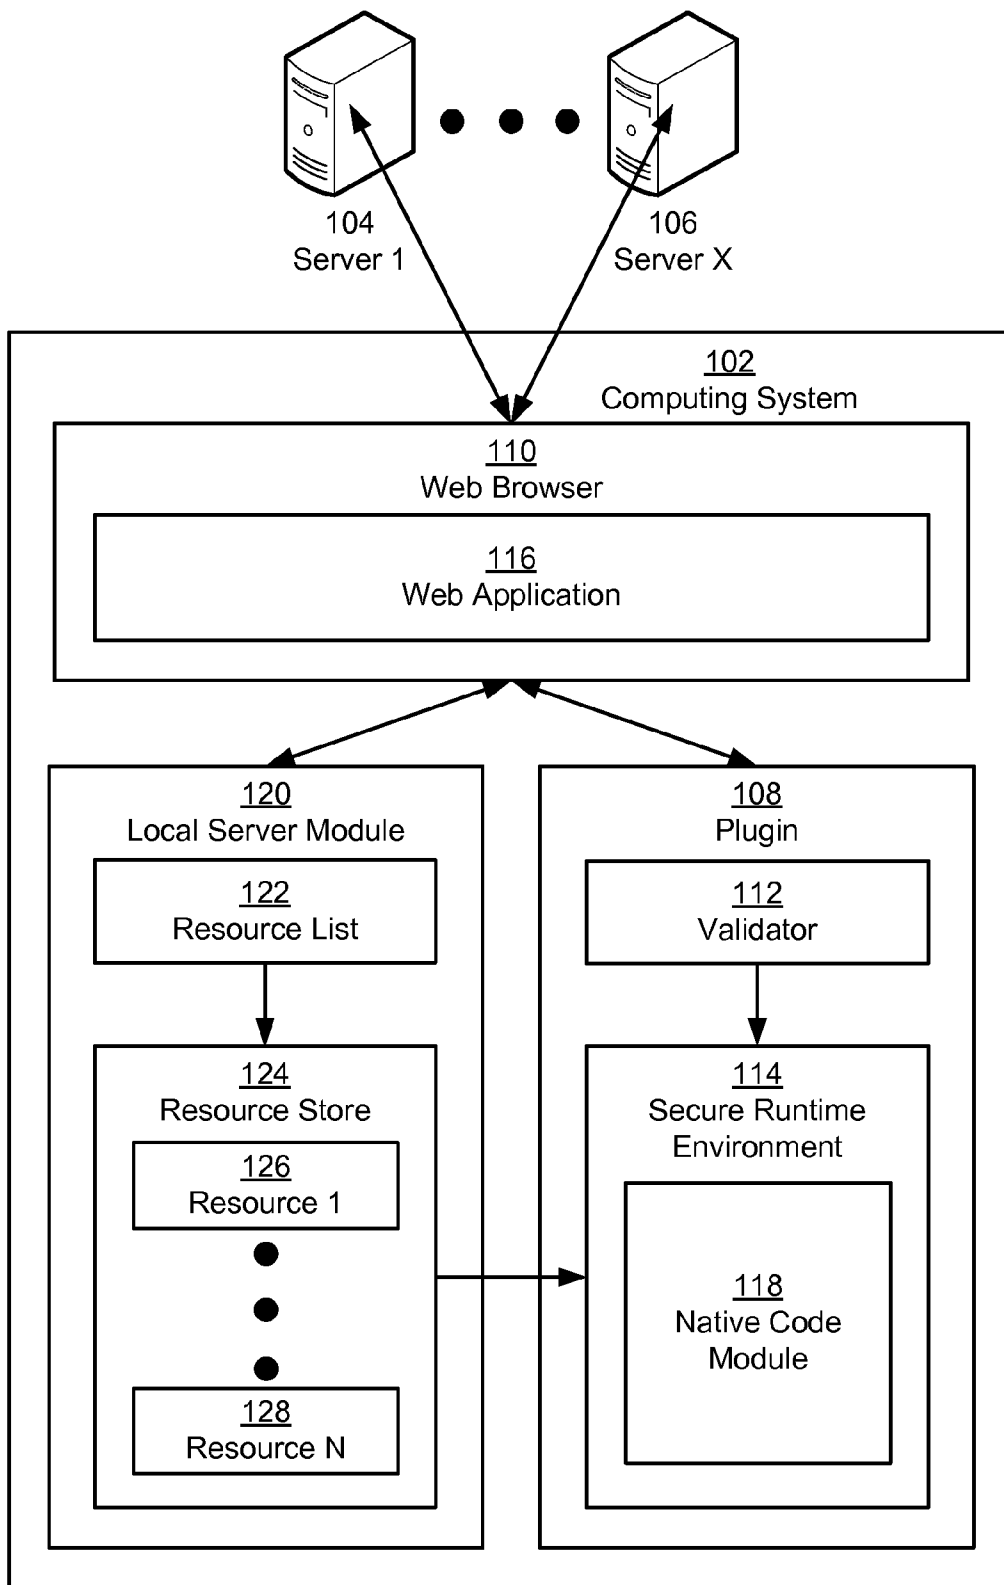 104
Server 1
106
Server X
102
Computing System
110
Web Browser
116
Web Application
120
Local Server Module
122
Resource List
124
Resource Store
126
Resource 1
128
Resource N
108
Plugin
112
Validator
114
Secure Runtime
Environment
118
Native Code
Module